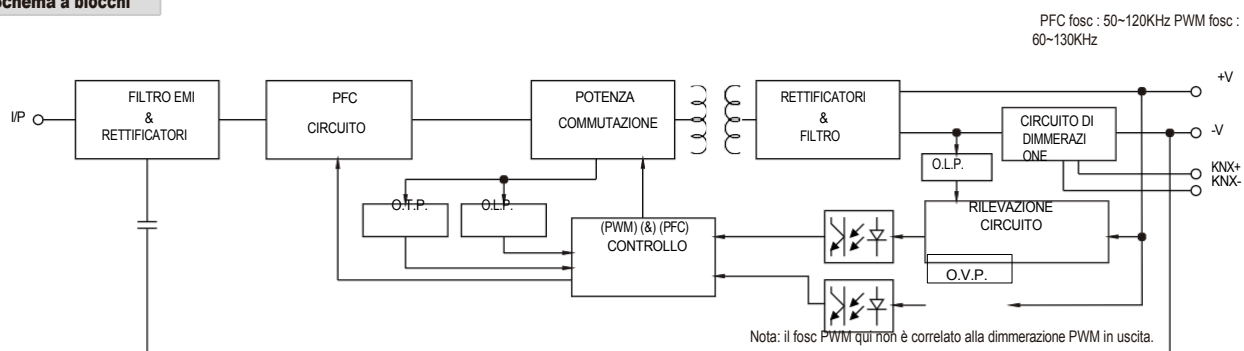 Schema a blocchi
PFC fosc : 50~120KHz PWM fosc :
60~130KHz
I/P
FILTRO EMI
&
RETTIFICATORI
PFC
CIRCUITO
POTENZA
COMMUTAZIONE
RETTIFICATORI
&
FILTRO
+V
CIRCUITO DI
DIMMERAZI
ONE
-V
KNX+
KNX-
O.L.P.
O.T.P.
O.L.P.
(PWM) (&) (PFC)
CONTROLLO
RILEVAZIONE
CIRCUITO
O.V.P.
Nota: il fosc PWM qui non è correlato alla dimmerazione PWM in uscita.